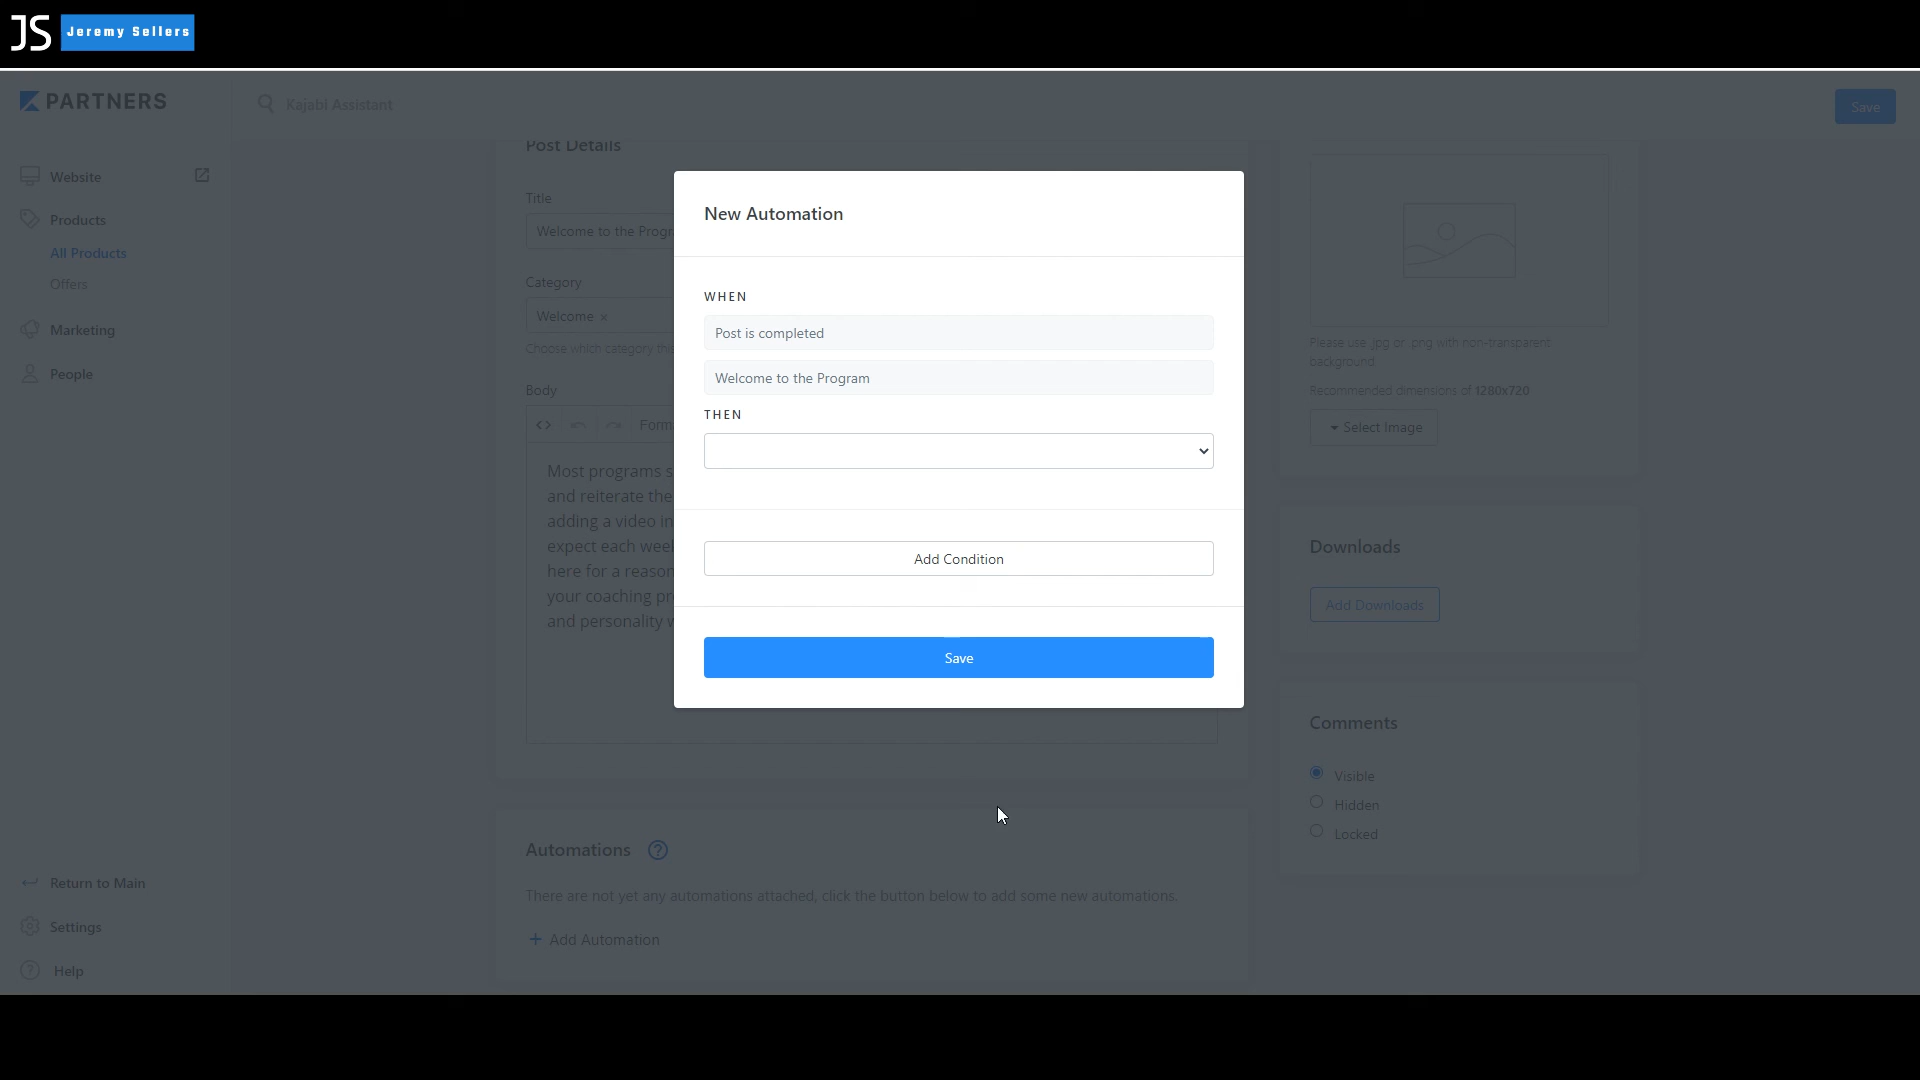 JS Jeremy Sellers
PARTNERS
Kajabi Assistant
Save
Website
Products
All Products
Offers
Marketing
People
Return to Main
Settings
Help
Post Details
Title
Welcome to the Progr
Category
Welcome ×
Choose which category this
Body
Form
Most programs s
and reiterate the
adding a video in
expect each week
here for a reason
your coaching pr
and personality w
New Automation
WHEN
Post is completed
Welcome to the Program
THEN
Add Condition
Save
Automations ?
There are not yet any automations attached, click the button below to add some new automations.
+ Add Automation
Please use .jpg or .png with non-transparent
background
Recommended dimensions of 1280x720
Select Image
Downloads
Add Downloads
Comments
Visible
Hidden
Locked